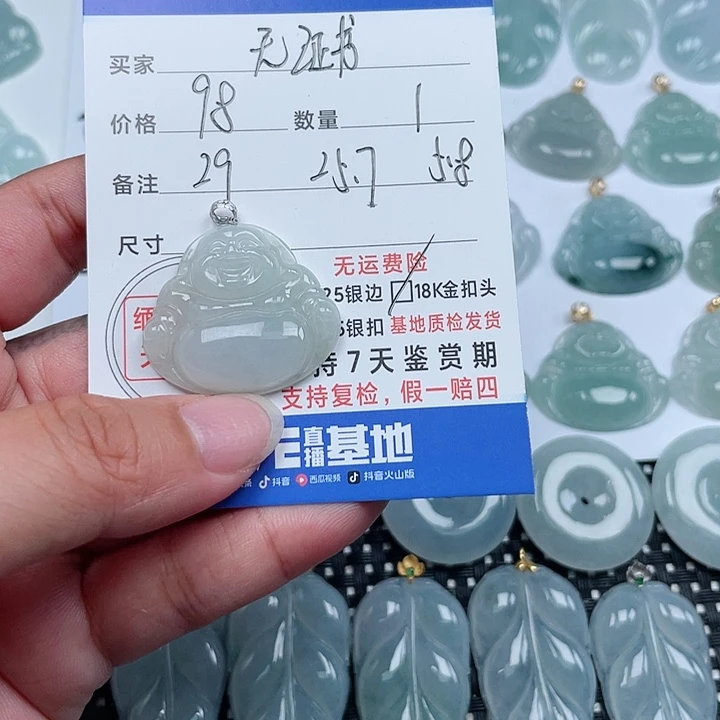 买家 无证书
价格 98 数量 1
备注 29 25.7 5.8
尺寸
无运费险
25银边 18K金扣头
银扣 基地质检发货
持7天鉴赏期
支持复检，假一赔四
直播基地
抖音 西瓜视频 抖音火山版